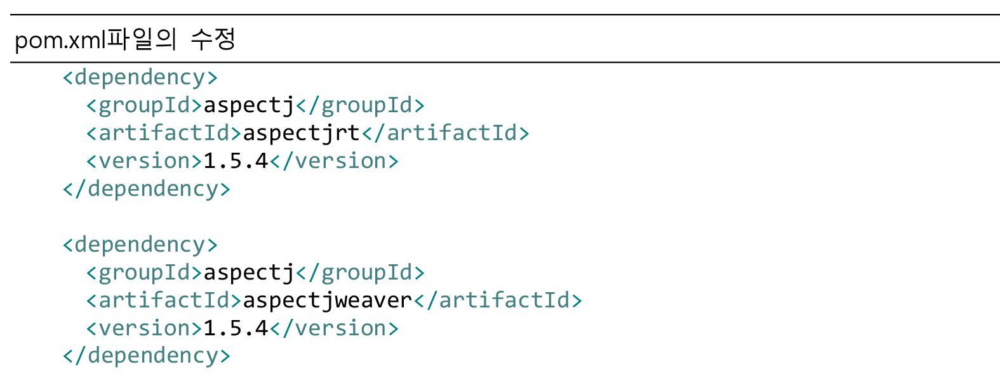 pom.xml파일의 수정
<dependency>
<groupId>aspectj</groupId>
<artifactId>aspectjrt</artifactId>
<version>1.5.4</version>
</dependency>
<dependency>
<groupId>aspectj</groupId>
<artifactId>aspectjweaver</artifactId>
<version>1.5.4</version>
</dependency>